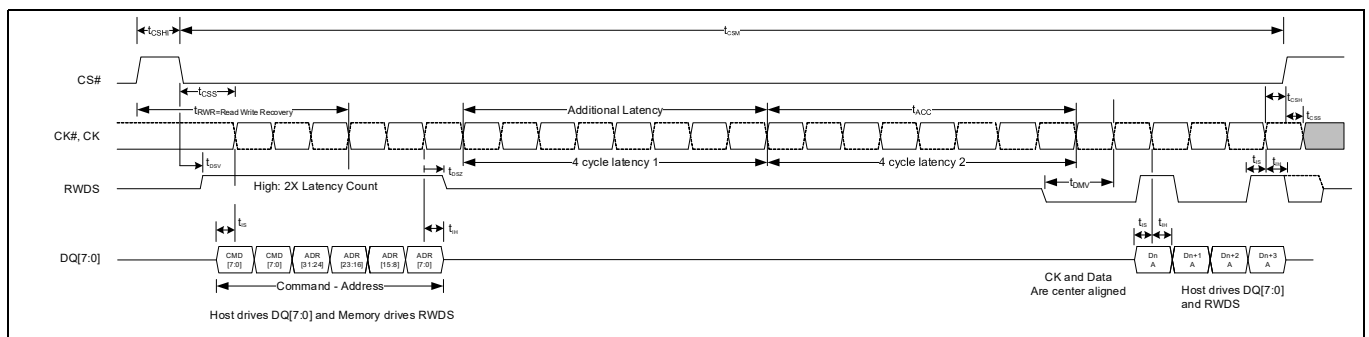 tCSHI
tCSM
CS#
tCSS
tRWR=Read Write Recovery
Additional Latency
tACC
tCSH
tCSS
CK#, CK
tDSV
tDSZ
4 cycle latency 1
4 cycle latency 2
tIS
tIH
RWDS
High: 2X Latency Count
tDMV
tIS
tIH
tIS
tIH
DQ[7:0]
CMD [7:0]
CMD [7:0]
ADR [31:24]
ADR [23:16]
ADR [15:8]
ADR [7:0]
Dn A
Dn+1 A
Dn+2 A
Dn+3 A
Command - Address
CK and Data
Are center aligned
Host drives DQ[7:0]
and RWDS
Host drives DQ[7:0] and Memory drives RWDS